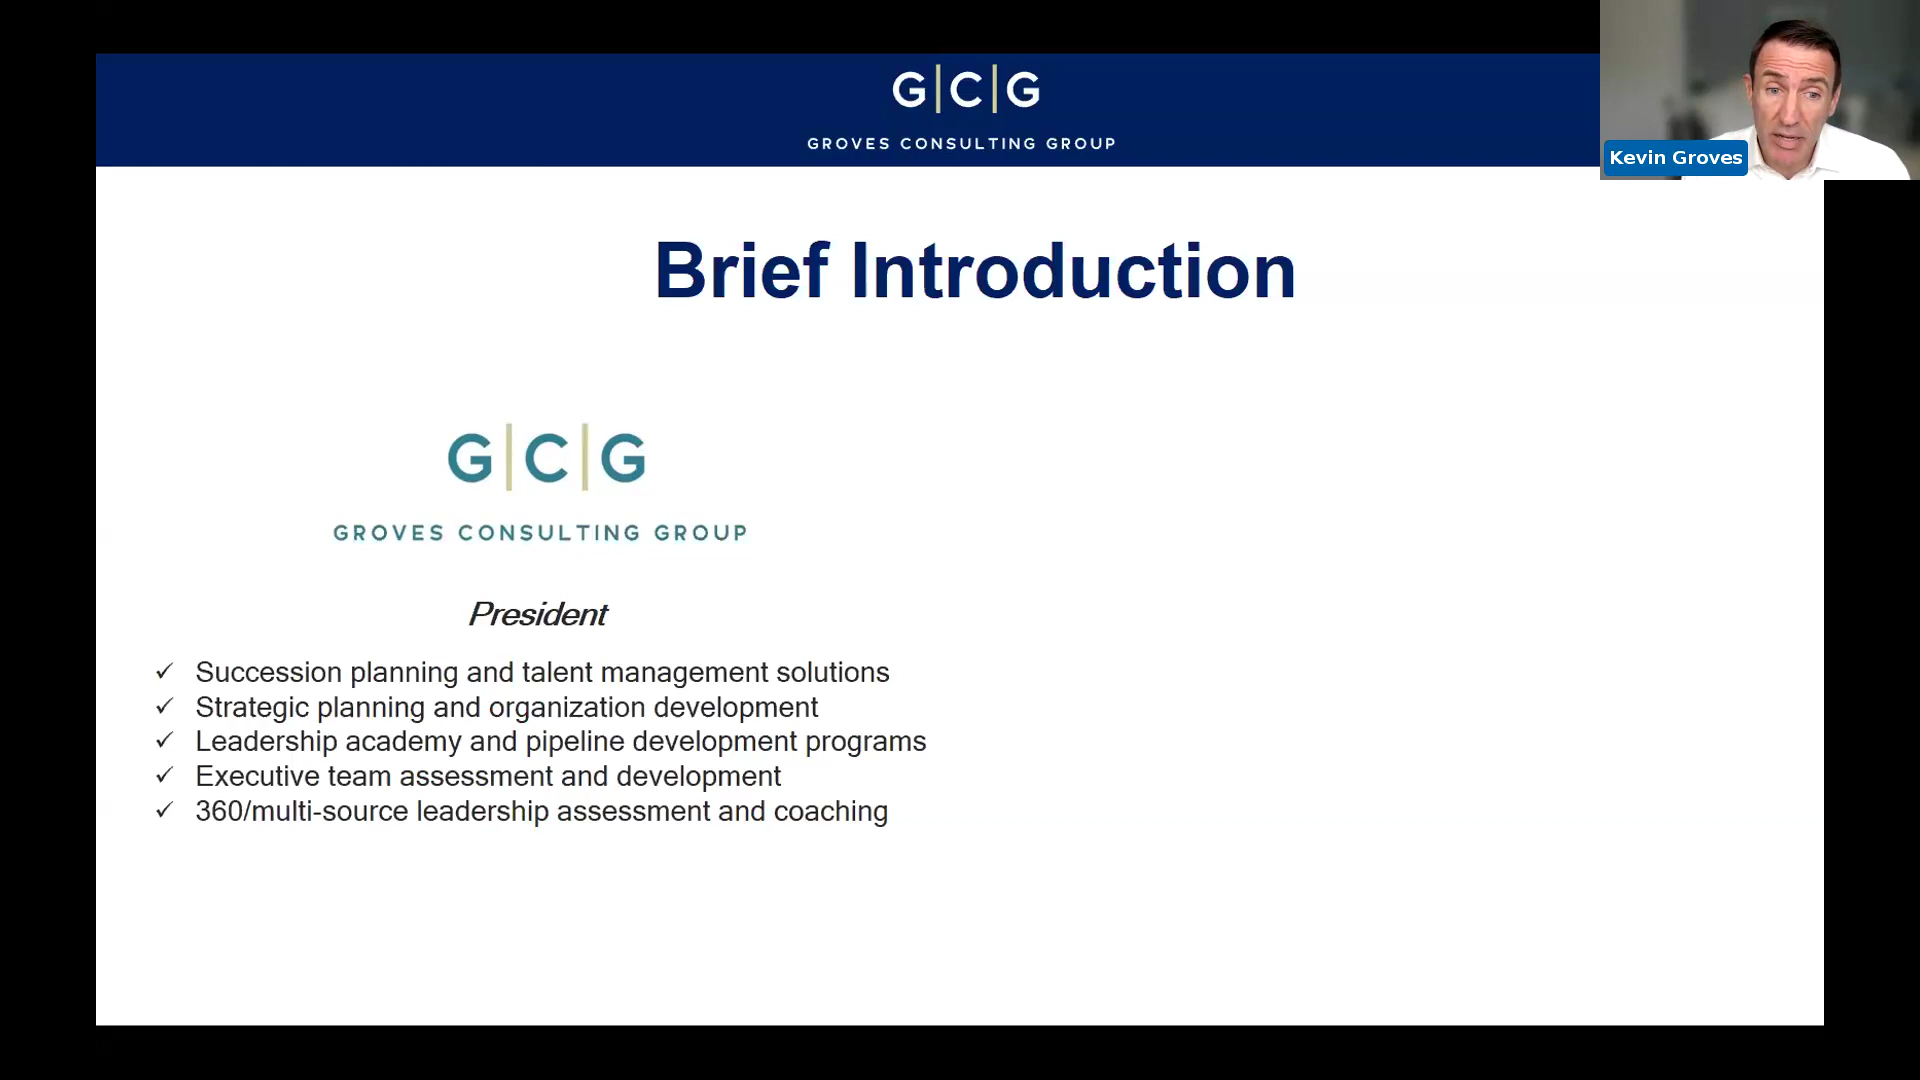 G|C|G
GROVES CONSULTING GROUP
Kevin Groves
Brief Introduction
G|C|G
GROVES CONSULTING GROUP
President
✓ Succession planning and talent management solutions
✓ Strategic planning and organization development
✓ Leadership academy and pipeline development programs
✓ Executive team assessment and development
✓ 360/multi-source leadership assessment and coaching